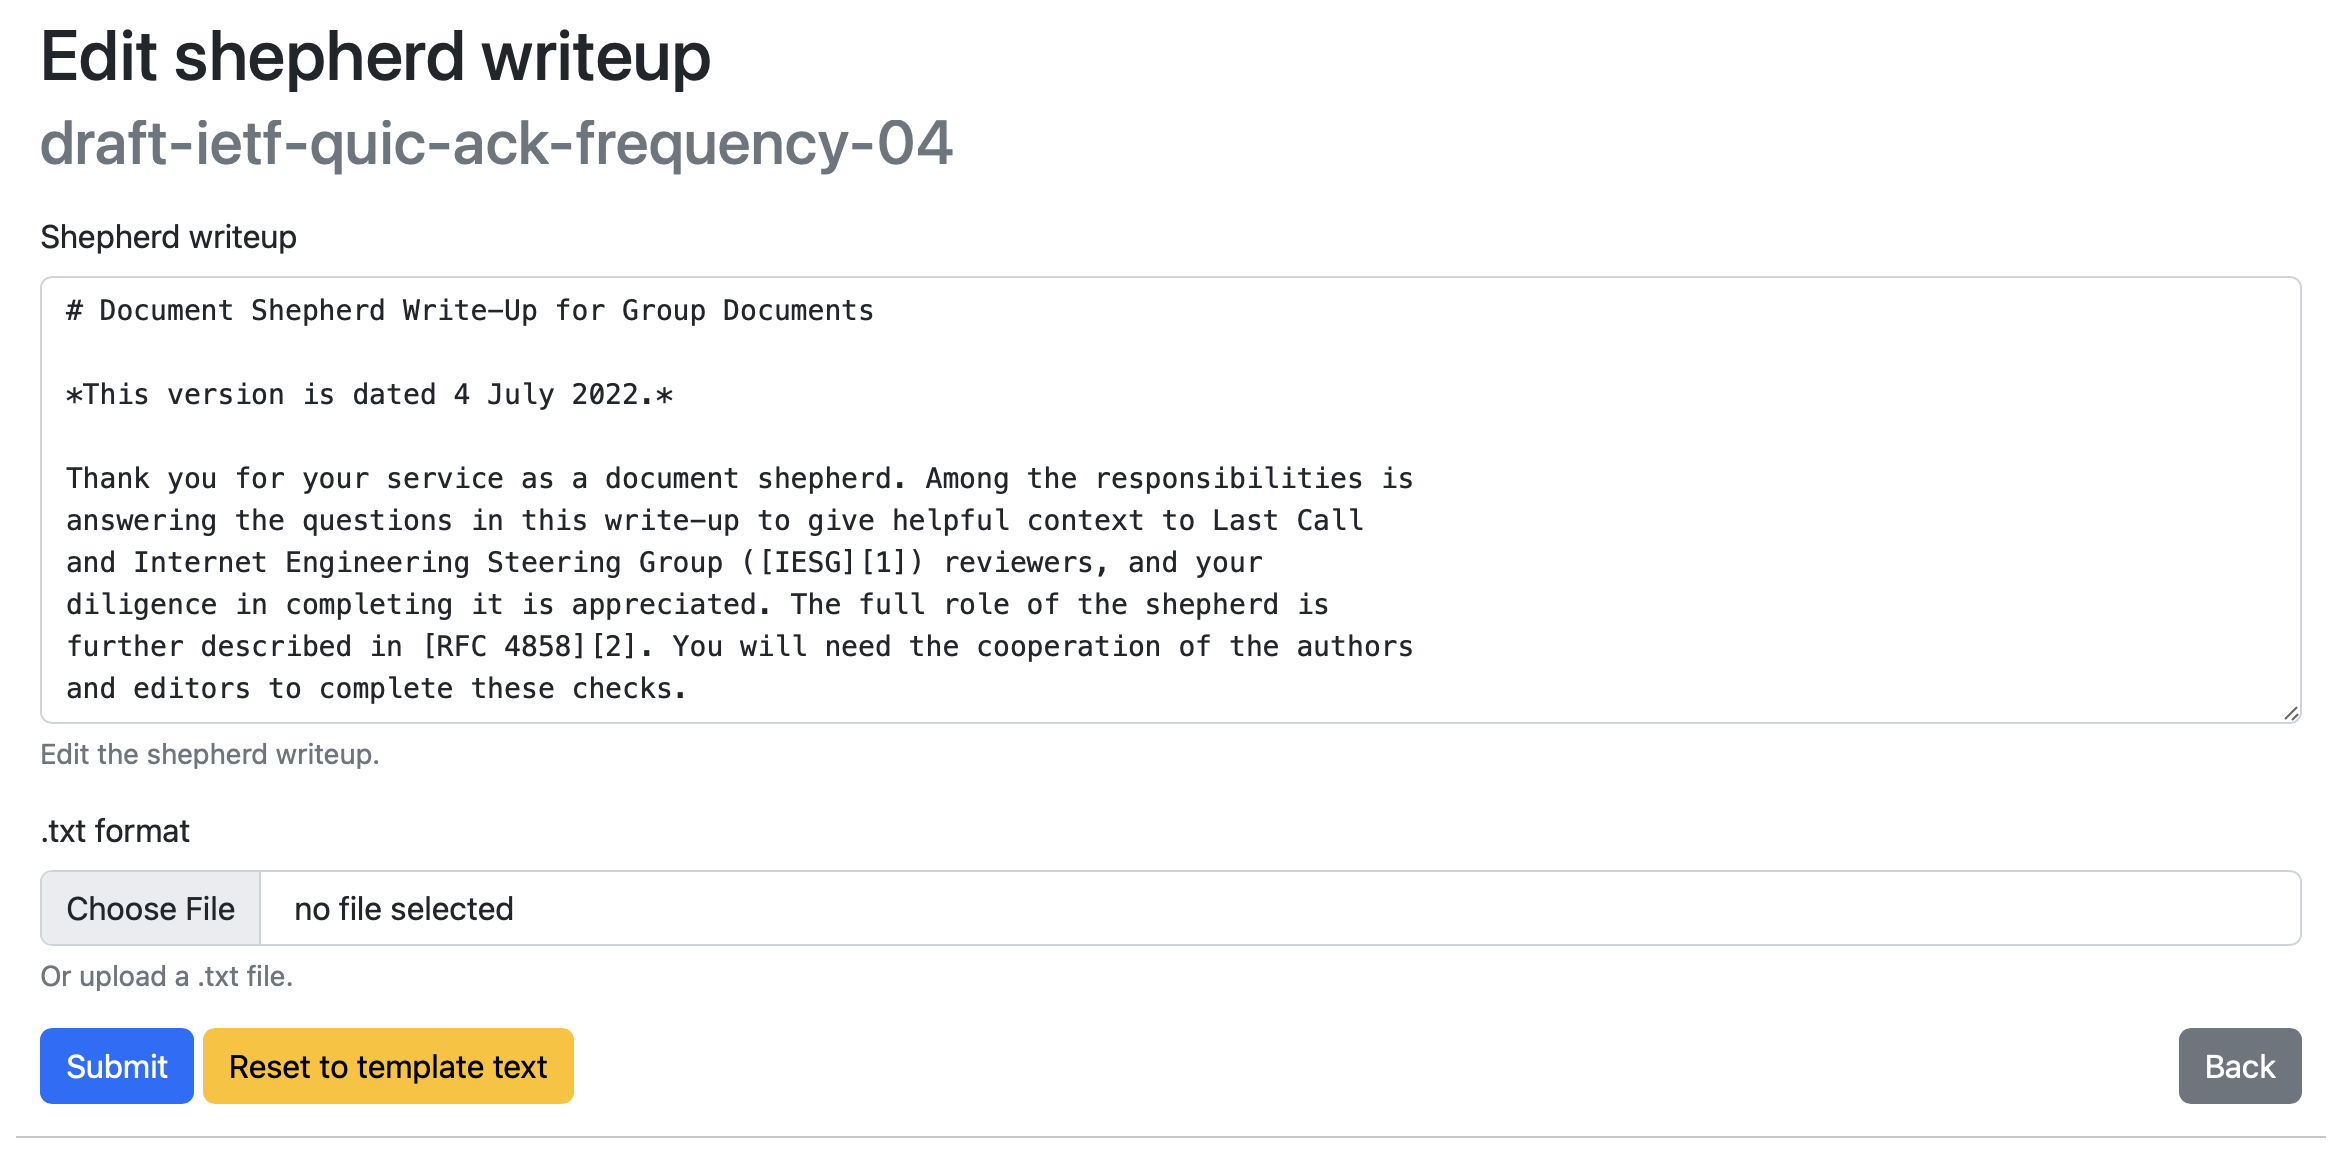 Edit shepherd writeup
draft-ietf-quic-ack-frequency-04
Shepherd writeup
# Document Shepherd Write-Up for Group Documents
*This version is dated 4 July 2022.*
Thank you for your service as a document shepherd. Among the responsibilities is
answering the questions in this write-up to give helpful context to Last Call
and Internet Engineering Steering Group ([IESG][1]) reviewers, and your
diligence in completing it is appreciated. The full role of the shepherd is
further described in [RFC 4858][2]. You will need the cooperation of the authors
and editors to complete these checks.
Edit the shepherd writeup.
.txt format
Choose File no file selected
Or upload a .txt file.
Submit Reset to template text Back